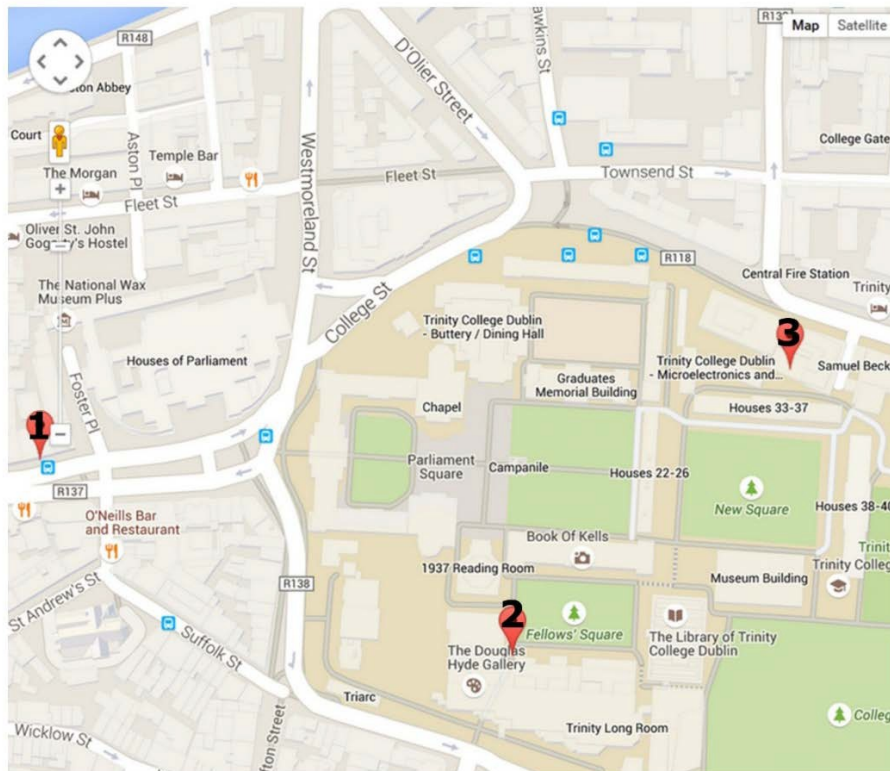 R148
Map
Satellite
D'Olier Street
Abbey
Court
Aston Pl
Temple Bar
Westmoreland St
College Gate
The Morgan
Fleet St
Townsend St
Fleet St
Oliver St. John
Gogarty's Hostel
R118
Central Fire Station
Trinity
The National Wax
Museum Plus
College St
Trinity College Dublin
- Buttery / Dining Hall
3
Houses of Parliament
Trinity College Dublin
- Microelectronics and...
Samuel Beck
Foster Pl
Graduates
Memorial Building
Houses 33-37
1
Chapel
Parliament
Square
Campanile
Houses 22-26
R137
New Square
Houses 38-40
O'Neills Bar
and Restaurant
Book Of Kells
Trinit
Trinity Colleg
1937 Reading Room
Museum Building
R138
St Andrew's St
2
Fellows' Square
The Library of Trinity
College Dublin
Suffolk St
The Douglas
Hyde Gallery
Triarc
Colleg
Trinity Long Room
Wicklow St